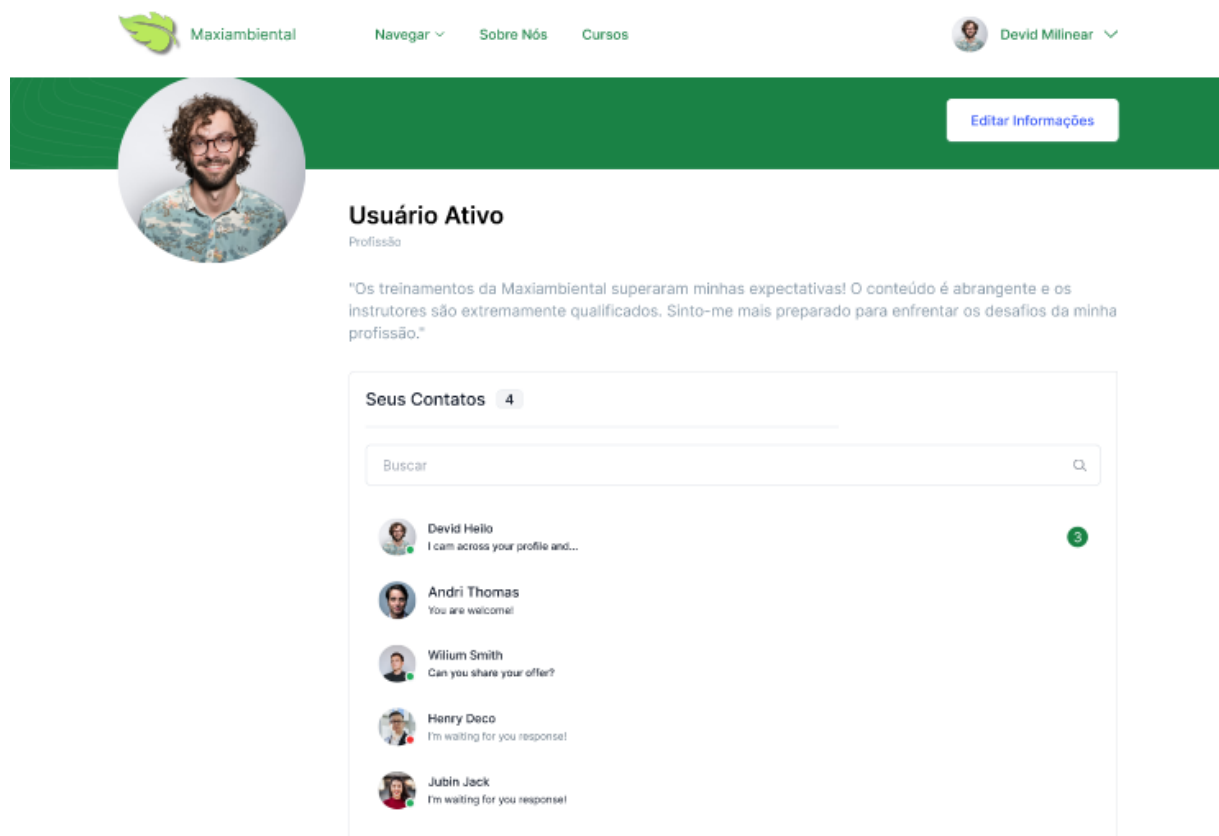 Maxiambiental
Navegar
Sobre Nós
Cursos
Devid Milinear
Editar Informações
Usuário Ativo
Profissão
"Os treinamentos da Maxiambiental superaram minhas expectativas! O conteúdo é abrangente e os
instrutores são extremamente qualificados. Sinto-me mais preparado para enfrentar os desafios da minha
profissão."
Seus Contatos 4
Buscar
Devid Heilo
I cam across your profile and...
3
Andri Thomas
You are welcome!
Wilium Smith
Can you share your offer?
Henry Deco
I'm waiting for you response!
Jubin Jack
I'm waiting for you response!